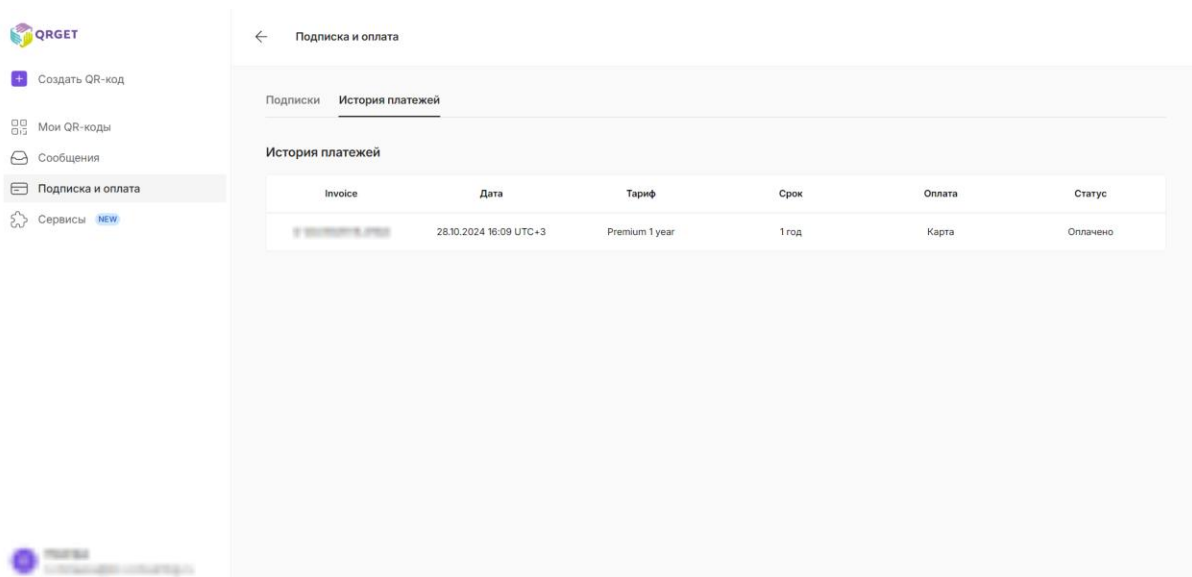 QRGET
Подписка и оплата
Создать QR-код
Подписки История платежей
Мои QR-коды
Сообщения
История платежей
Подписка и оплата
Invoice Дата Тариф Срок Оплата Статус
Сервисы NEW
28.10.2024 16:09 UTC+3 Premium 1 year 1 год Карта Оплачено